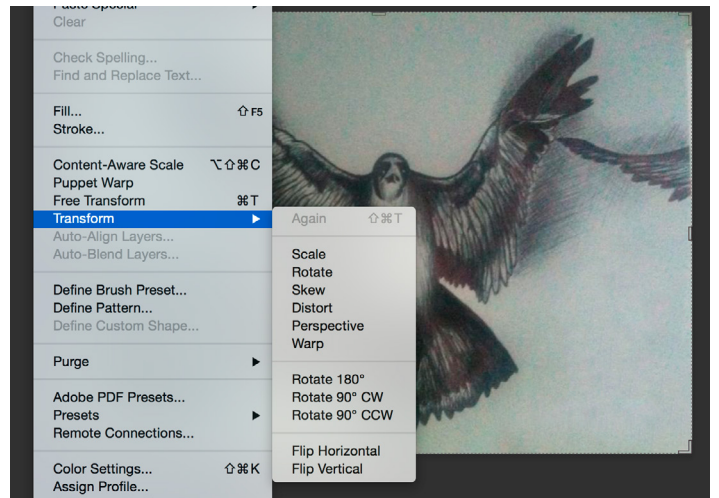 Paste Special
Clear
Check Spelling...
Find and Replace Text...
Fill... ⇧F5
Stroke...
Content-Aware Scale ⌥⇧⌘C
Puppet Warp
Free Transform ⌘T
Transform ▶
Again ⇧⌘T
Scale
Rotate
Skew
Distort
Perspective
Warp
Rotate 180°
Rotate 90° CW
Rotate 90° CCW
Flip Horizontal
Flip Vertical
Auto-Align Layers...
Auto-Blend Layers...
Define Brush Preset...
Define Pattern...
Define Custom Shape...
Purge ▶
Adobe PDF Presets...
Presets ▶
Remote Connections...
Color Settings... ⇧⌘K
Assign Profile...